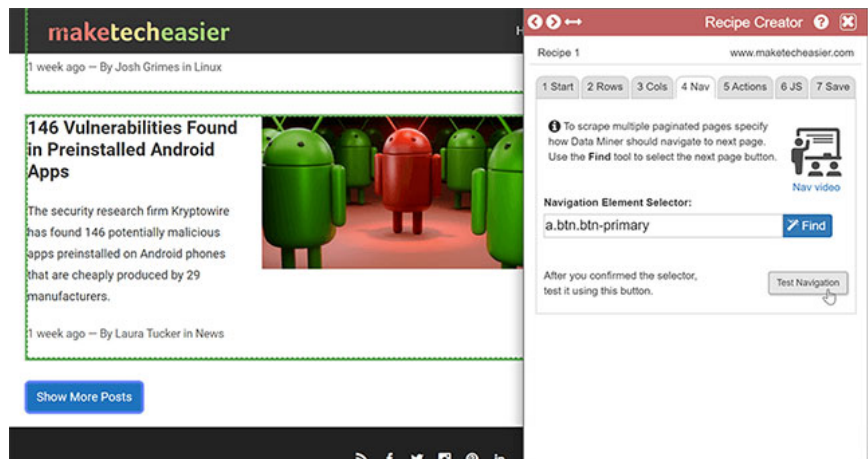 maketecheasier
H
1 week ago — By Josh Grimes in Linux
146 Vulnerabilities Found
in Preinstalled Android
Apps
The security research firm Kryptowire
has found 146 potentially malicious
apps preinstalled on Android phones
that are cheaply produced by 29
manufacturers.
1 week ago — By Laura Tucker in News
Show More Posts
Recipe Creator
Recipe 1 www.maketecheasier.com
1 Start 2 Rows 3 Cols 4 Nav 5 Actions 6 JS 7 Save
To scrape multiple paginated pages specify
how Data Miner should navigate to next page.
Use the Find tool to select the next page button.
Nav video
Navigation Element Selector:
a.btn.btn-primary Find
After you confirmed the selector,
test it using this button.
Test Navigation